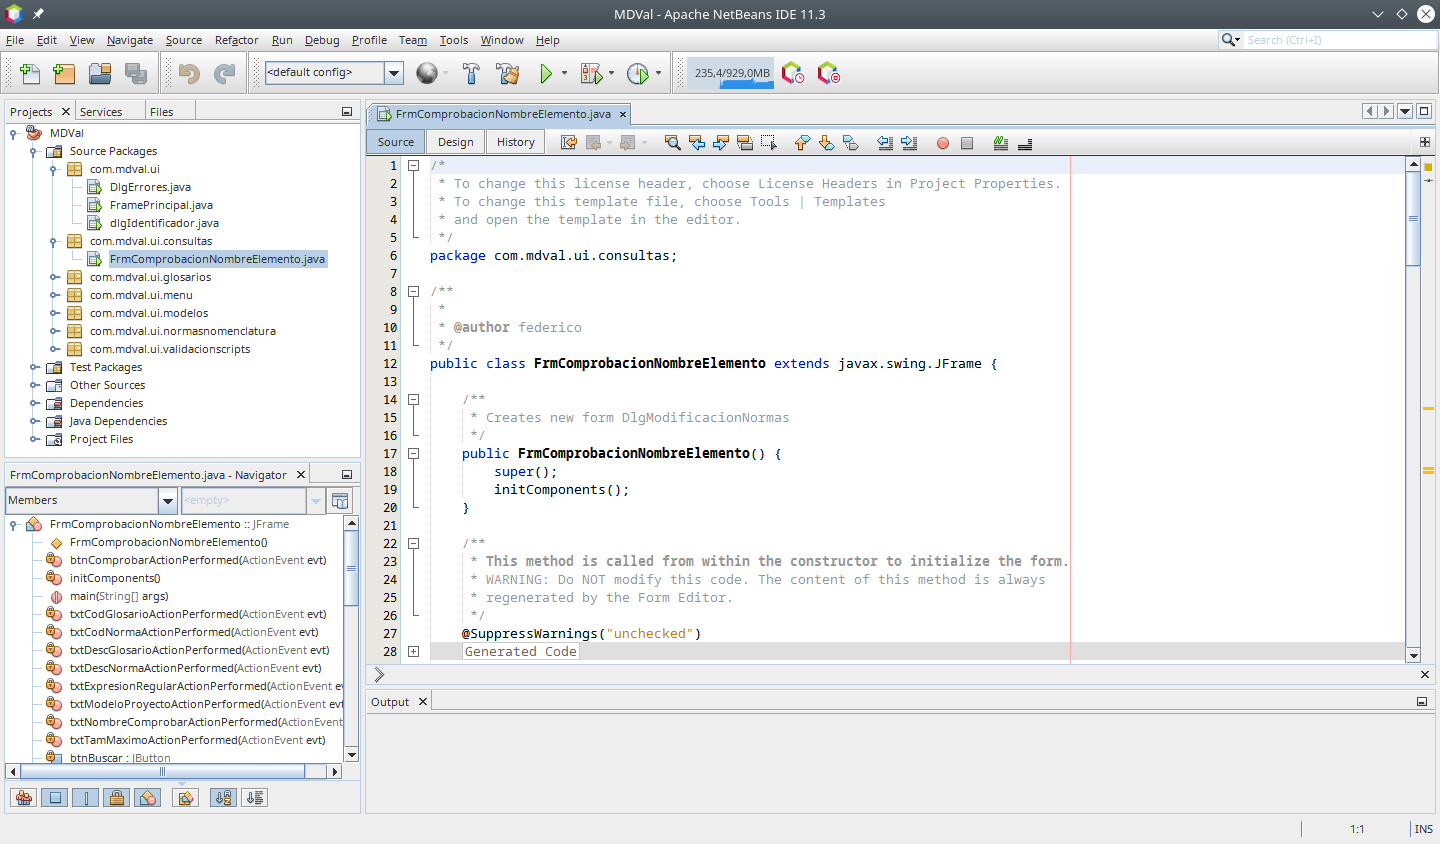 MDVal - Apache NetBeans IDE 11.3
File Edit View Navigate Source Refactor Run Debug Profile Team Tools Window Help
Search (Ctrl+I)
<default config>
235,4/929,0MB
Projects Services Files
MDVal
Source Packages
com.mdval.ui
DlgErrores.java
FramePrincipal.java
dlgIdentificador.java
com.mdval.ui.consultas
FrmComprobacionNombreElemento.java
com.mdval.ui.glosarios
com.mdval.ui.menu
com.mdval.ui.modelos
com.mdval.ui.normasnomenclatura
com.mdval.ui.validacionscripts
Test Packages
Other Sources
Dependencies
Java Dependencies
Project Files
FrmComprobacionNombreElemento.java - Navigator
Members
<empty>
FrmComprobacionNombreElemento :: JFrame
FrmComprobacionNombreElemento()
btnComprobarActionPerformed(ActionEvent evt)
initComponents()
main(String[] args)
txtCodGlosarioActionPerformed(ActionEvent evt)
txtCodNormaActionPerformed(ActionEvent evt)
txtDescGlosarioActionPerformed(ActionEvent evt)
txtDescNormaActionPerformed(ActionEvent evt)
txtExpresionRegularActionPerformed(ActionEvent ev
txtModeloProyectoActionPerformed(ActionEvent evt
txtNombreComprobarActionPerformed(ActionEvent
txtTamMaximoActionPerformed(ActionEvent evt)
btnBuscar : JButton
FrmComprobacionNombreElemento.java
Source Design History
1 /*
2 * To change this license header, choose License Headers in Project Properties.
3 * To change this template file, choose Tools | Templates
4 * and open the template in the editor.
5 */
6 package com.mdval.ui.consultas;
7
8 /**
9 *
10 * @author federico
11 */
12 public class FrmComprobacionNombreElemento extends javax.swing.JFrame {
13
14 /**
15 * Creates new form DlgModificacionNormas
16 */
17 public FrmComprobacionNombreElemento() {
18 super();
19 initComponents();
20 }
21
22 /**
23 * This method is called from within the constructor to initialize the form.
24 * WARNING: Do NOT modify this code. The content of this method is always
25 * regenerated by the Form Editor.
26 */
27 @SuppressWarnings("unchecked")
28 Generated Code
Output
1:1 INS